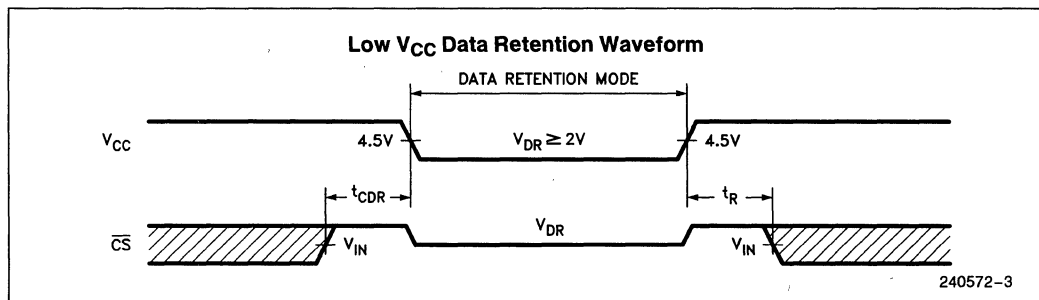 Low VCC Data Retention Waveform
DATA RETENTION MODE
VCC
4.5V
VDR ≥ 2V
4.5V
tCDR
tR
CS
VIN
VDR
VIN
240572-3